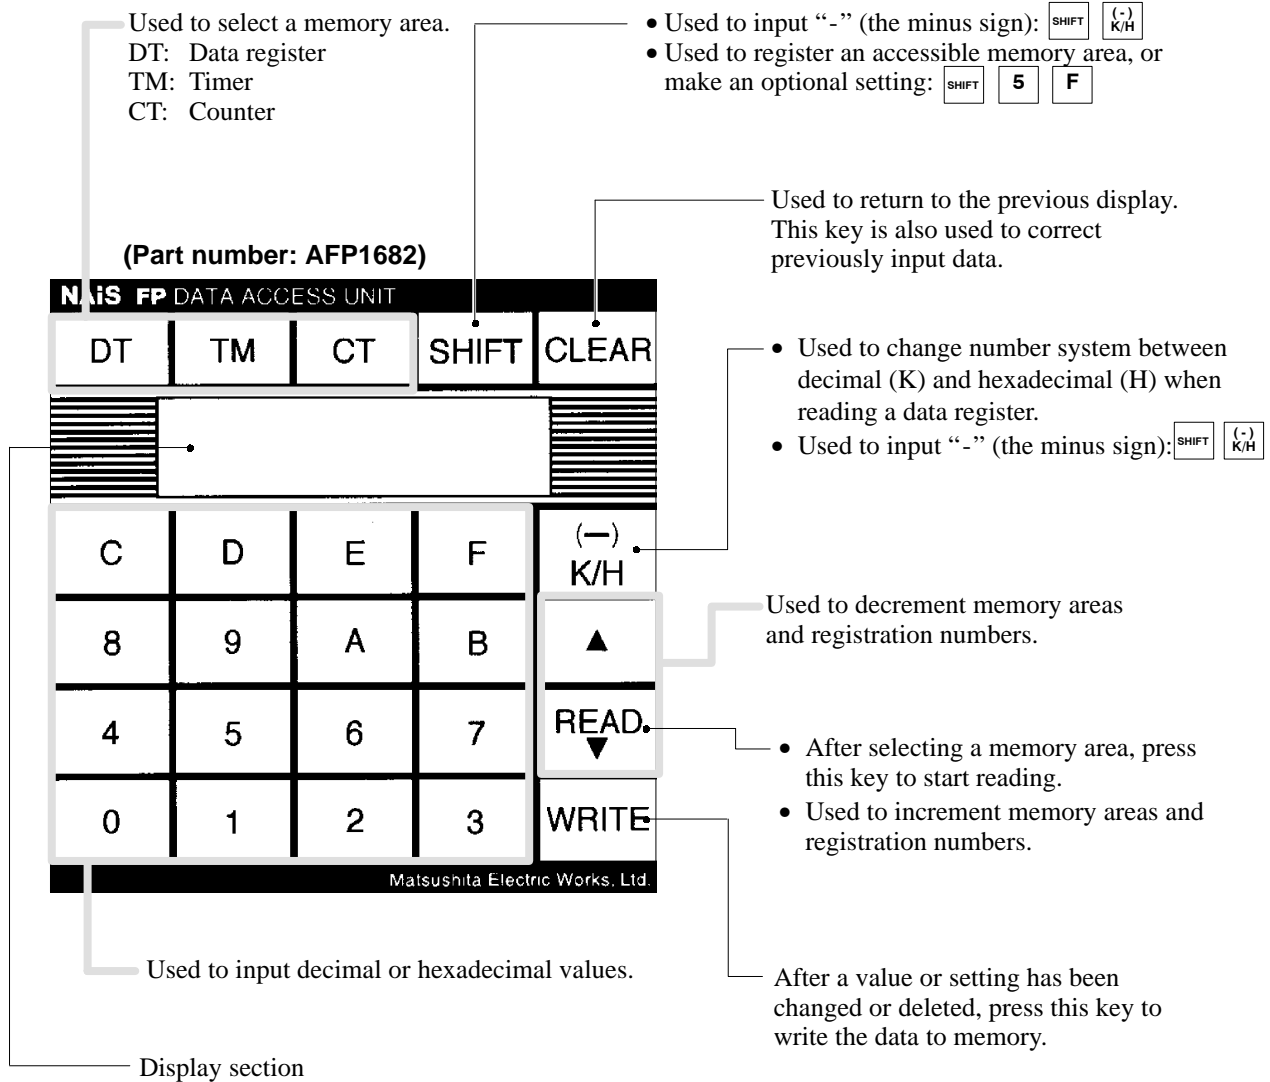 Used to select a memory area.
DT: Data register
TM: Timer
CT: Counter
• Used to input “-” (the minus sign): SHIFT (-) K/H
• Used to register an accessible memory area, or
make an optional setting: SHIFT 5 F
Used to return to the previous display.
This key is also used to correct
previously input data.
(Part number: AFP1682)
NAiS FP DATA ACCESS UNIT
DT TM CT SHIFT CLEAR
• Used to change number system between
decimal (K) and hexadecimal (H) when
reading a data register.
• Used to input “-” (the minus sign): SHIFT (-) K/H
C D E F (—) K/H
Used to decrement memory areas
and registration numbers.
8 9 A B ▲
4 5 6 7 READ ▼
• After selecting a memory area, press
this key to start reading.
• Used to increment memory areas and
registration numbers.
0 1 2 3 WRITE
Matsushita Electric Works, Ltd.
Used to input decimal or hexadecimal values.
After a value or setting has been
changed or deleted, press this key to
write the data to memory.
Display section